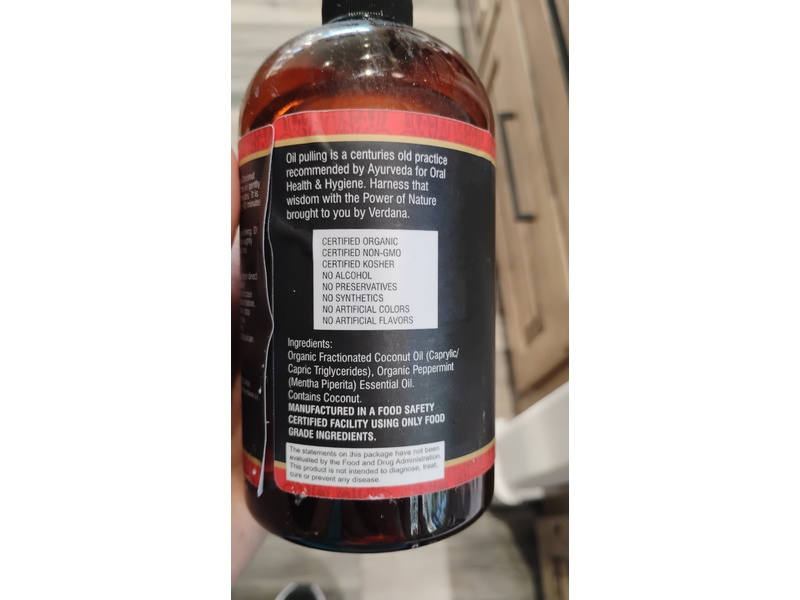 Oil pulling is a centuries old practice
recommended by Ayurveda for Oral
Health & Hygiene. Harness that
wisdom with the Power of Nature
brought to you by Verdana.
CERTIFIED ORGANIC
CERTIFIED NON-GMO
CERTIFIED KOSHER
NO ALCOHOL
NO PRESERVATIVES
NO SYNTHETICS
NO ARTIFICIAL COLORS
NO ARTIFICIAL FLAVORS
Ingredients:
Organic Fractionated Coconut Oil (Caprylic/
Capric Triglycerides), Organic Peppermint
(Mentha Piperita) Essential Oil.
Contains Coconut.
MANUFACTURED IN A FOOD SAFETY
CERTIFIED FACILITY USING ONLY FOOD
GRADE INGREDIENTS.
The statements on this package have not been
evaluated by the Food and Drug Administration.
This product is not intended to diagnose, treat,
cure or prevent any disease.